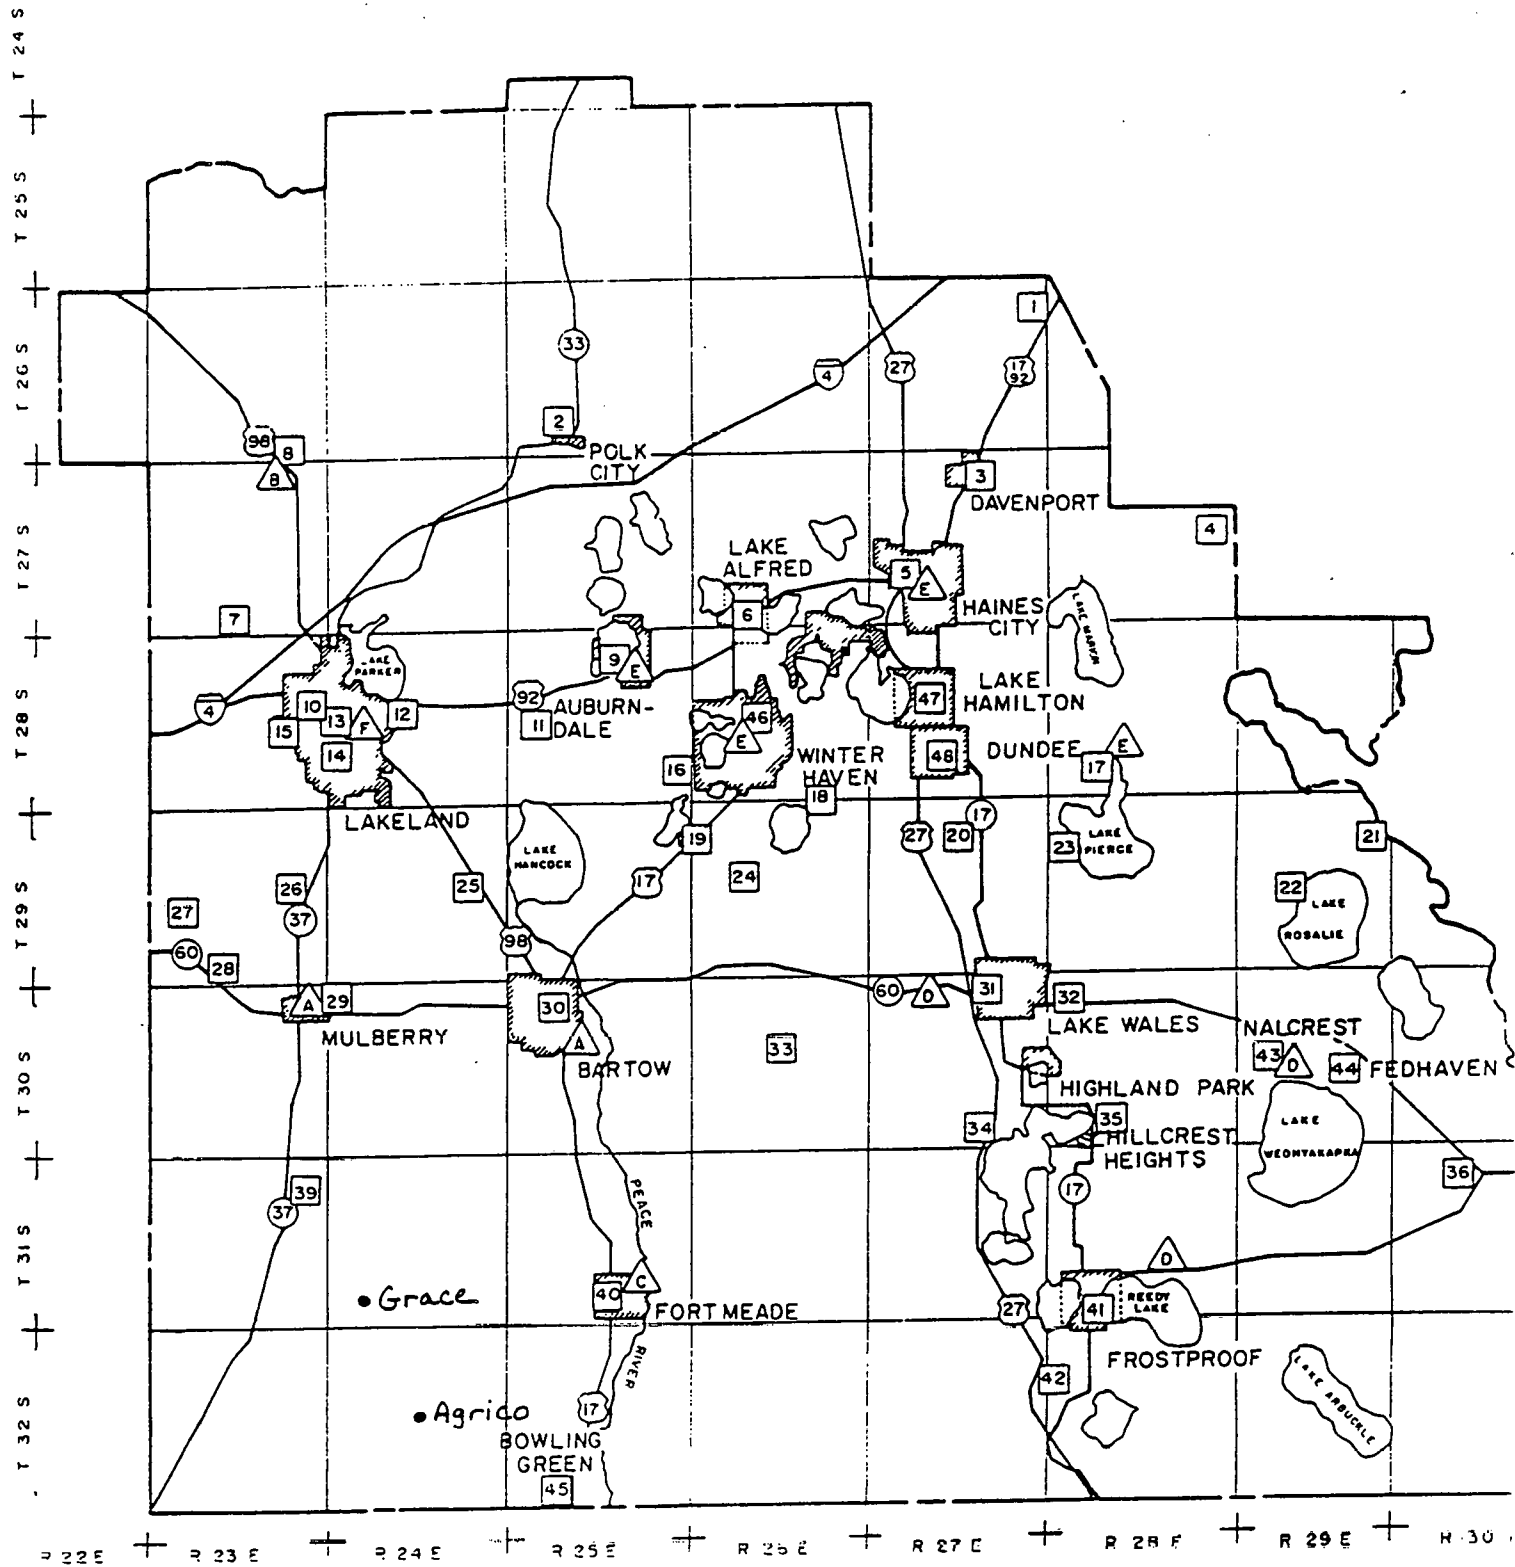 T 24 S
T 25 S
T 26 S
T 27 S
T 28 S
T 29 S
T 30 S
T 31 S
T 32 S
1
33
4
27
17
92
2
98
8
B
POLK
CITY
3
DAVENPORT
4
LAKE
ALFRED
5
E
7
6
HAINES
CITY
LAKE MARION
LAKE
PARKER
9
E
LAKE
HAMILTON
47
4
10
13
F
12
92
11
AUBURN-
DALE
46
E
15
14
16
WINTER
HAVEN
48
DUNDEE
E
17
18
LAKELAND
19
27
20
17
23
LAKE
PIERCE
21
LAKE
HANCOCK
26
25
17
24
22
LAKE
ROSALIE
27
37
60
28
98
A
29
30
60
D
31
32
MULBERRY
A
BARTOW
33
LAKE WALES
NALCREST
43
D
44
FEDHAVEN
HIGHLAND PARK
34
35
HILLCREST
HEIGHTS
LAKE
WEOHYAKAPKA
36
39
37
PEACE
17
D
Grace
40
C
FORT MEADE
27
41
REEDY
LAKE
FROSTPROOF
RIVER
42
LAKE ARBUCKLE
Agrico
17
BOWLING
GREEN
45
R 23 E
R 24 E
R 25 E
R 26 E
R 27 E
R 28 E
R 29 E
R 30